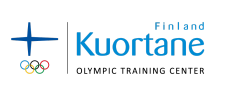 Finland
Kuortane
OLYMPIC TRAINING CENTER